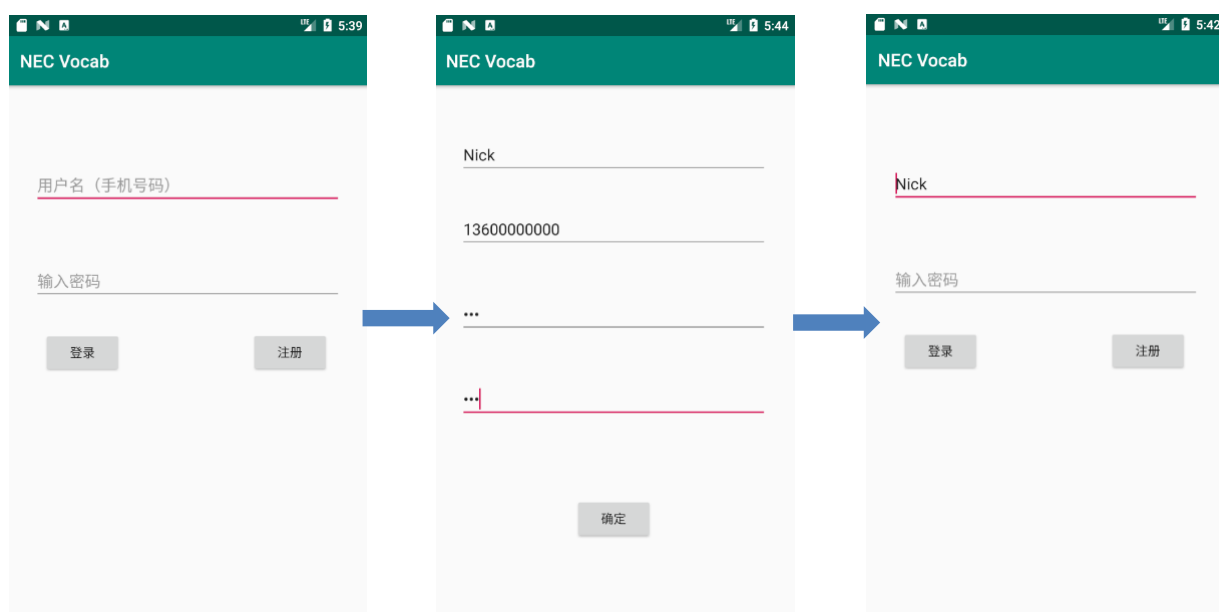 5:39
NEC Vocab
用户名（手机号码）
输入密码
登录
注册
5:44
NEC Vocab
Nick
13600000000
•••
•••
确定
5:42
NEC Vocab
Nick
输入密码
登录
注册